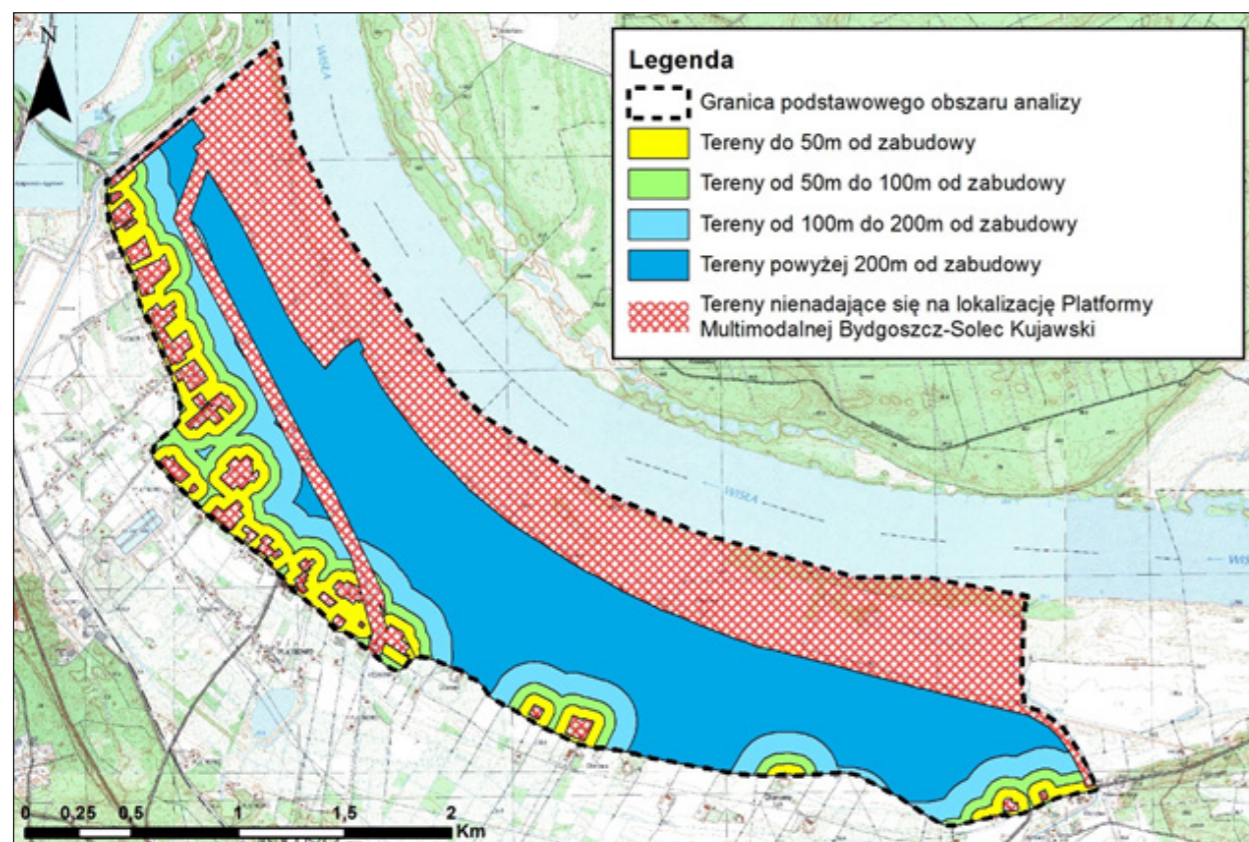 N
WISŁA
Legenda
Granica podstawowego obszaru analizy
Tereny do 50m od zabudowy
Tereny od 50m do 100m od zabudowy
Tereny od 100m do 200m od zabudowy
Tereny powyżej 200m od zabudowy
Tereny nienadające się na lokalizację Platformy
Multimodalnej Bydgoszcz-Solec Kujawski
WISŁA
0 0,25 0,5 1 1,5 2
Km